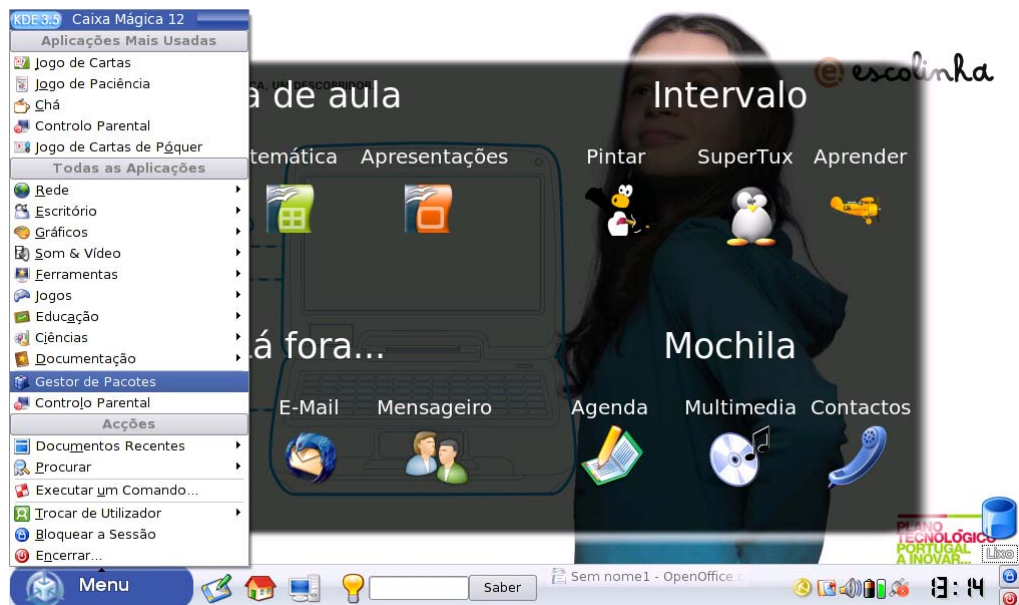 KDE 3.5 Caixa Mágica 12
Aplicações Mais Usadas
Jogo de Cartas
Jogo de Paciência
Chá
Controlo Parental
Jogo de Cartas de Póquer
Todas as Aplicações
Rede
Escritório
Gráficos
Som & Vídeo
Ferramentas
Jogos
Educação
Ciências
Documentação
Gestor de Pacotes
Controlo Parental
Acções
Documentos Recentes
Procurar
Executar um Comando...
Trocar de Utilizador
Bloquear a Sessão
Encerrar...
a de aula
Apresentações
Intervalo
Pintar SuperTux Aprender
e escolinha
á fora...
E-Mail Mensageiro
Mochila
Agenda Multimedia Contactos
PLANO
TECNOLÓGICO
PORTUGAL
A INOVAR...
Lixo
Menu
Saber
Sem nome1 - OpenOffice.
13:14